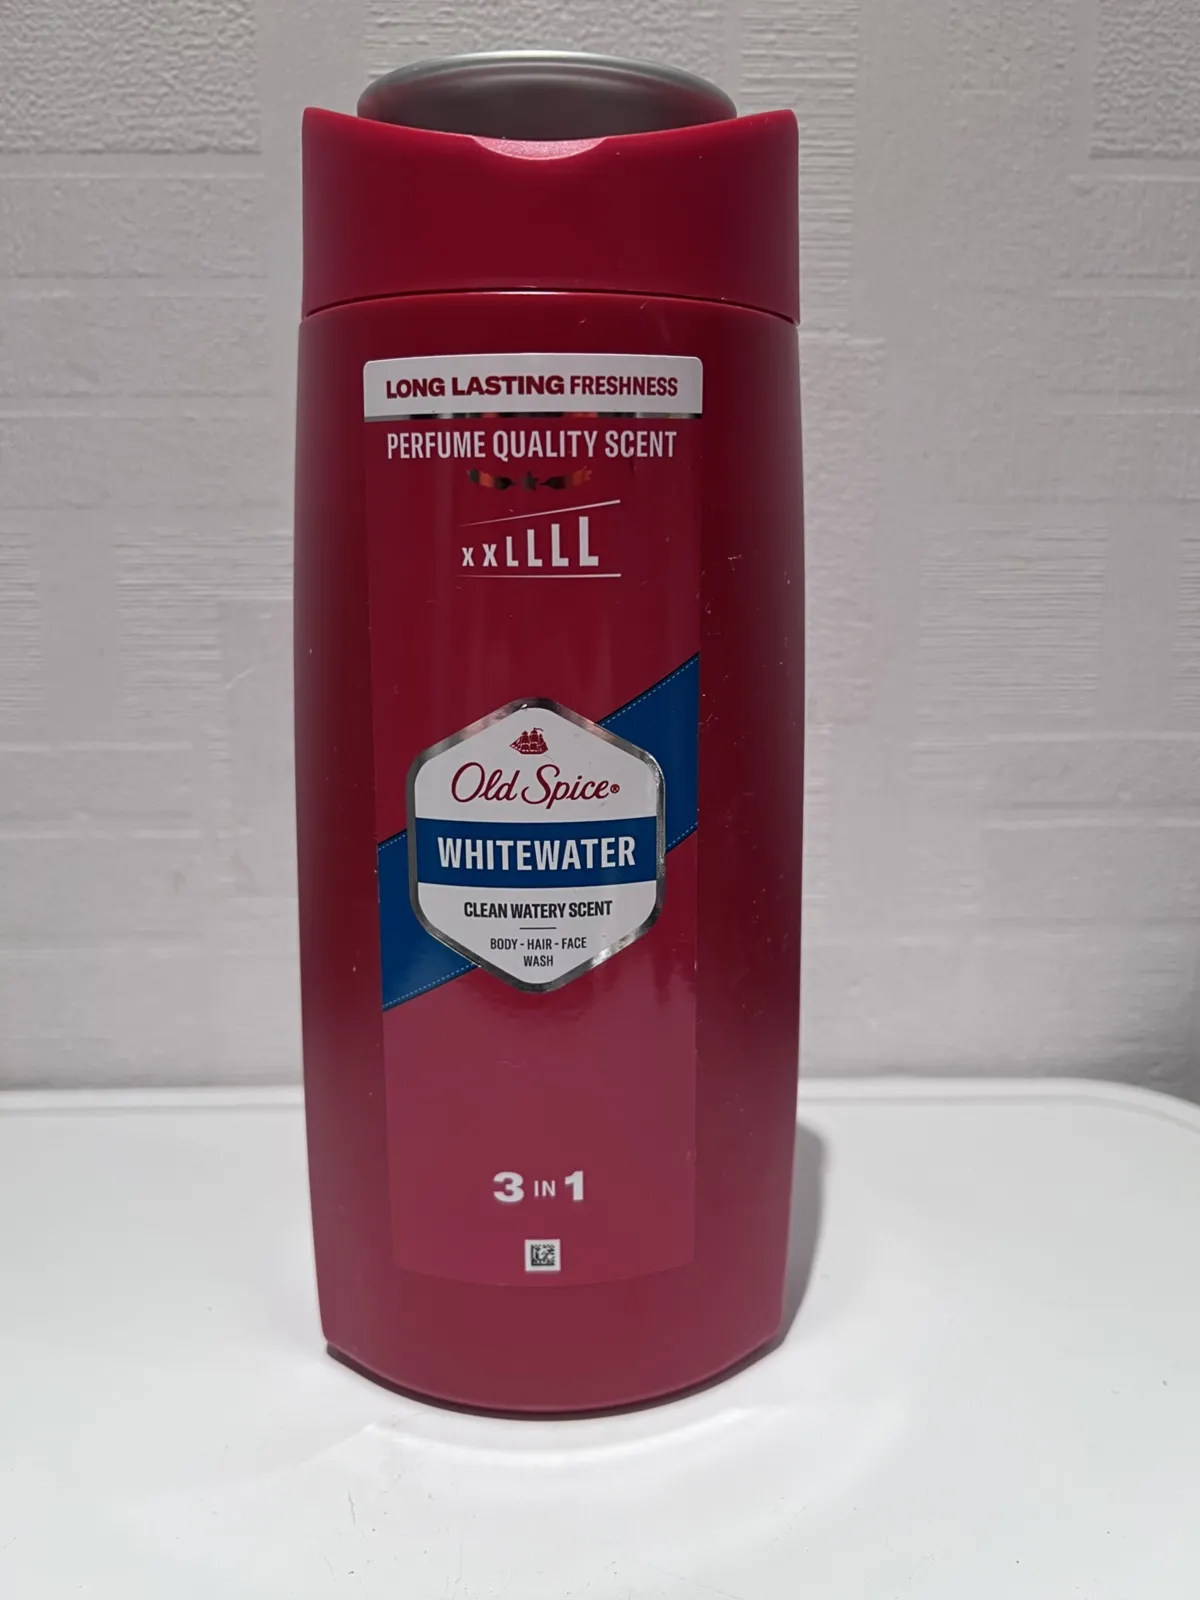 LONG LASTING FRESHNESS
PERFUME QUALITY SCENT
xxLLLL
Old Spice®
WHITEWATER
CLEAN WATERY SCENT
BODY - HAIR - FACE
WASH
3 IN 1